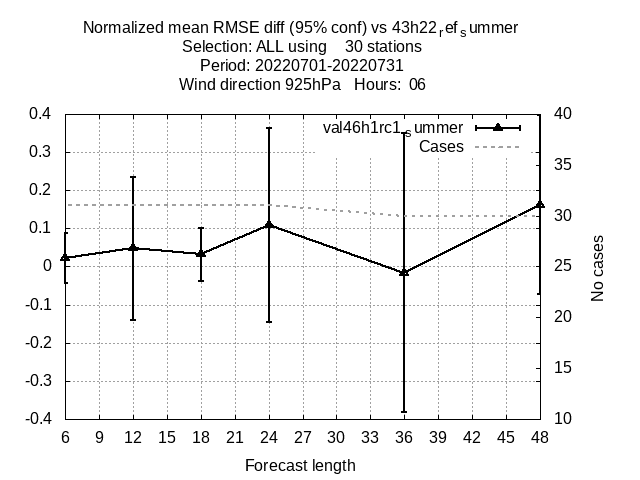 Normalized mean RMSE diff (95% conf) vs 43h22refsummer
Selection: ALL using 30 stations
Period: 20220701-20220731
Wind direction 925hPa Hours: 06
val46h1rc1summer
Cases
0.4
0.3
0.2
0.1
0
-0.1
-0.2
-0.3
-0.4
40
35
30
25
20
15
10
No cases
6 9 12 15 18 21 24 27 30 33 36 39 42 45 48
Forecast length